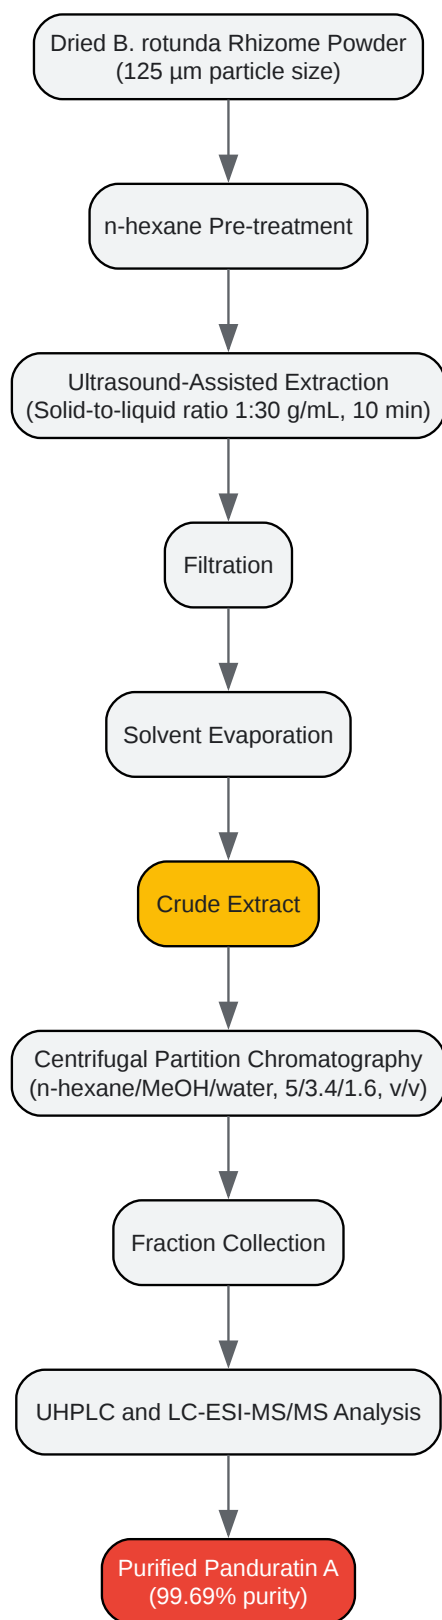 Dried B. rotunda Rhizome Powder
(125 µm particle size)
n-hexane Pre-treatment
Ultrasound-Assisted Extraction
(Solid-to-liquid ratio 1:30 g/mL, 10 min)
Filtration
Solvent Evaporation
Crude Extract
Centrifugal Partition Chromatography
(n-hexane/MeOH/water, 5/3.4/1.6, v/v)
Fraction Collection
UHPLC and LC-ESI-MS/MS Analysis
Purified Panduratin A
(99.69% purity)